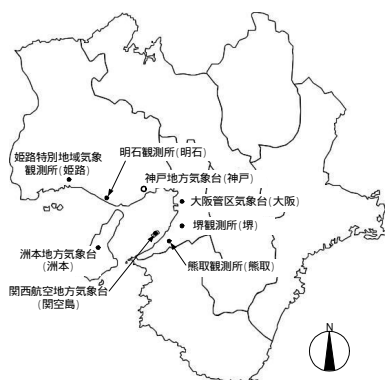 明石観測所(明石)
姫路特別地域気象
観測所(姫路)
神戸地方気象台(神戸)
大阪管区気象台(大阪)
堺観測所(堺)
洲本地方気象台
(洲本)
熊取観測所(熊取)
関西航空地方気象台
(関空島)
N